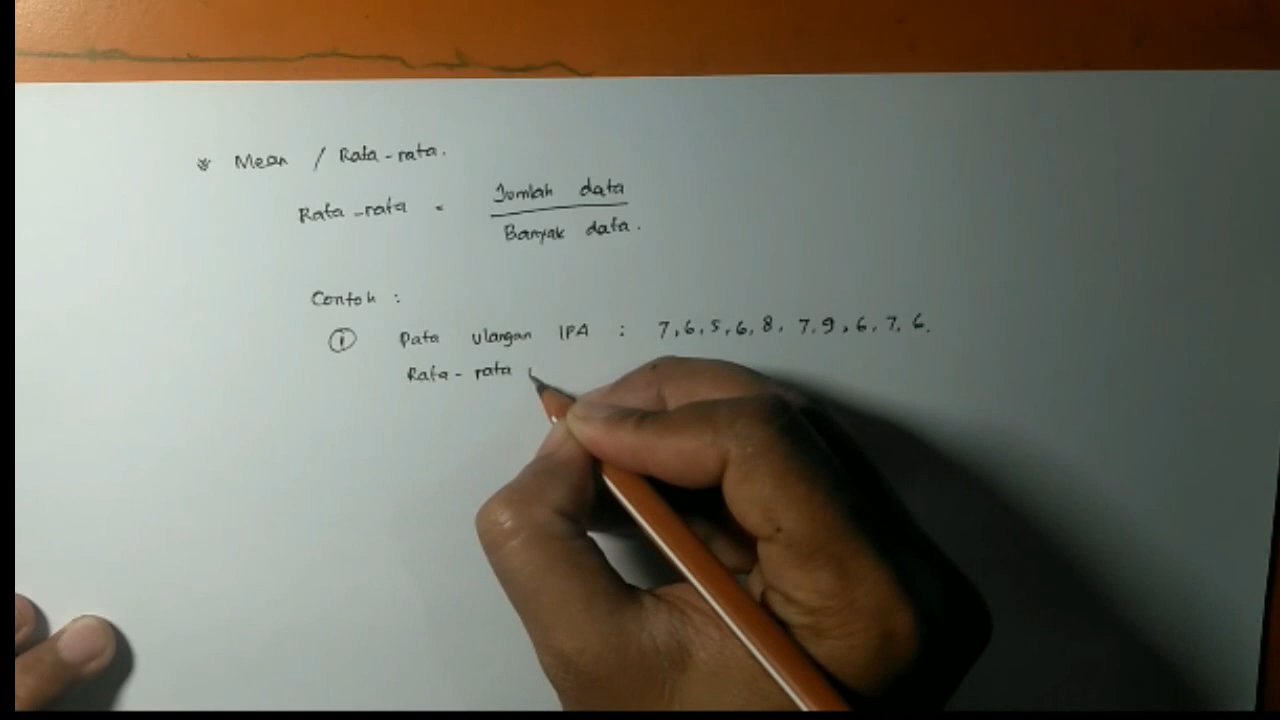 * Mean / Rata-rata.
Rata-rata = Jumlah data
Banyak data.
Contoh :
① Data ulangan IPA : 7, 6, 5, 6, 8, 7, 9, 6, 7, 6.
Rata-rata